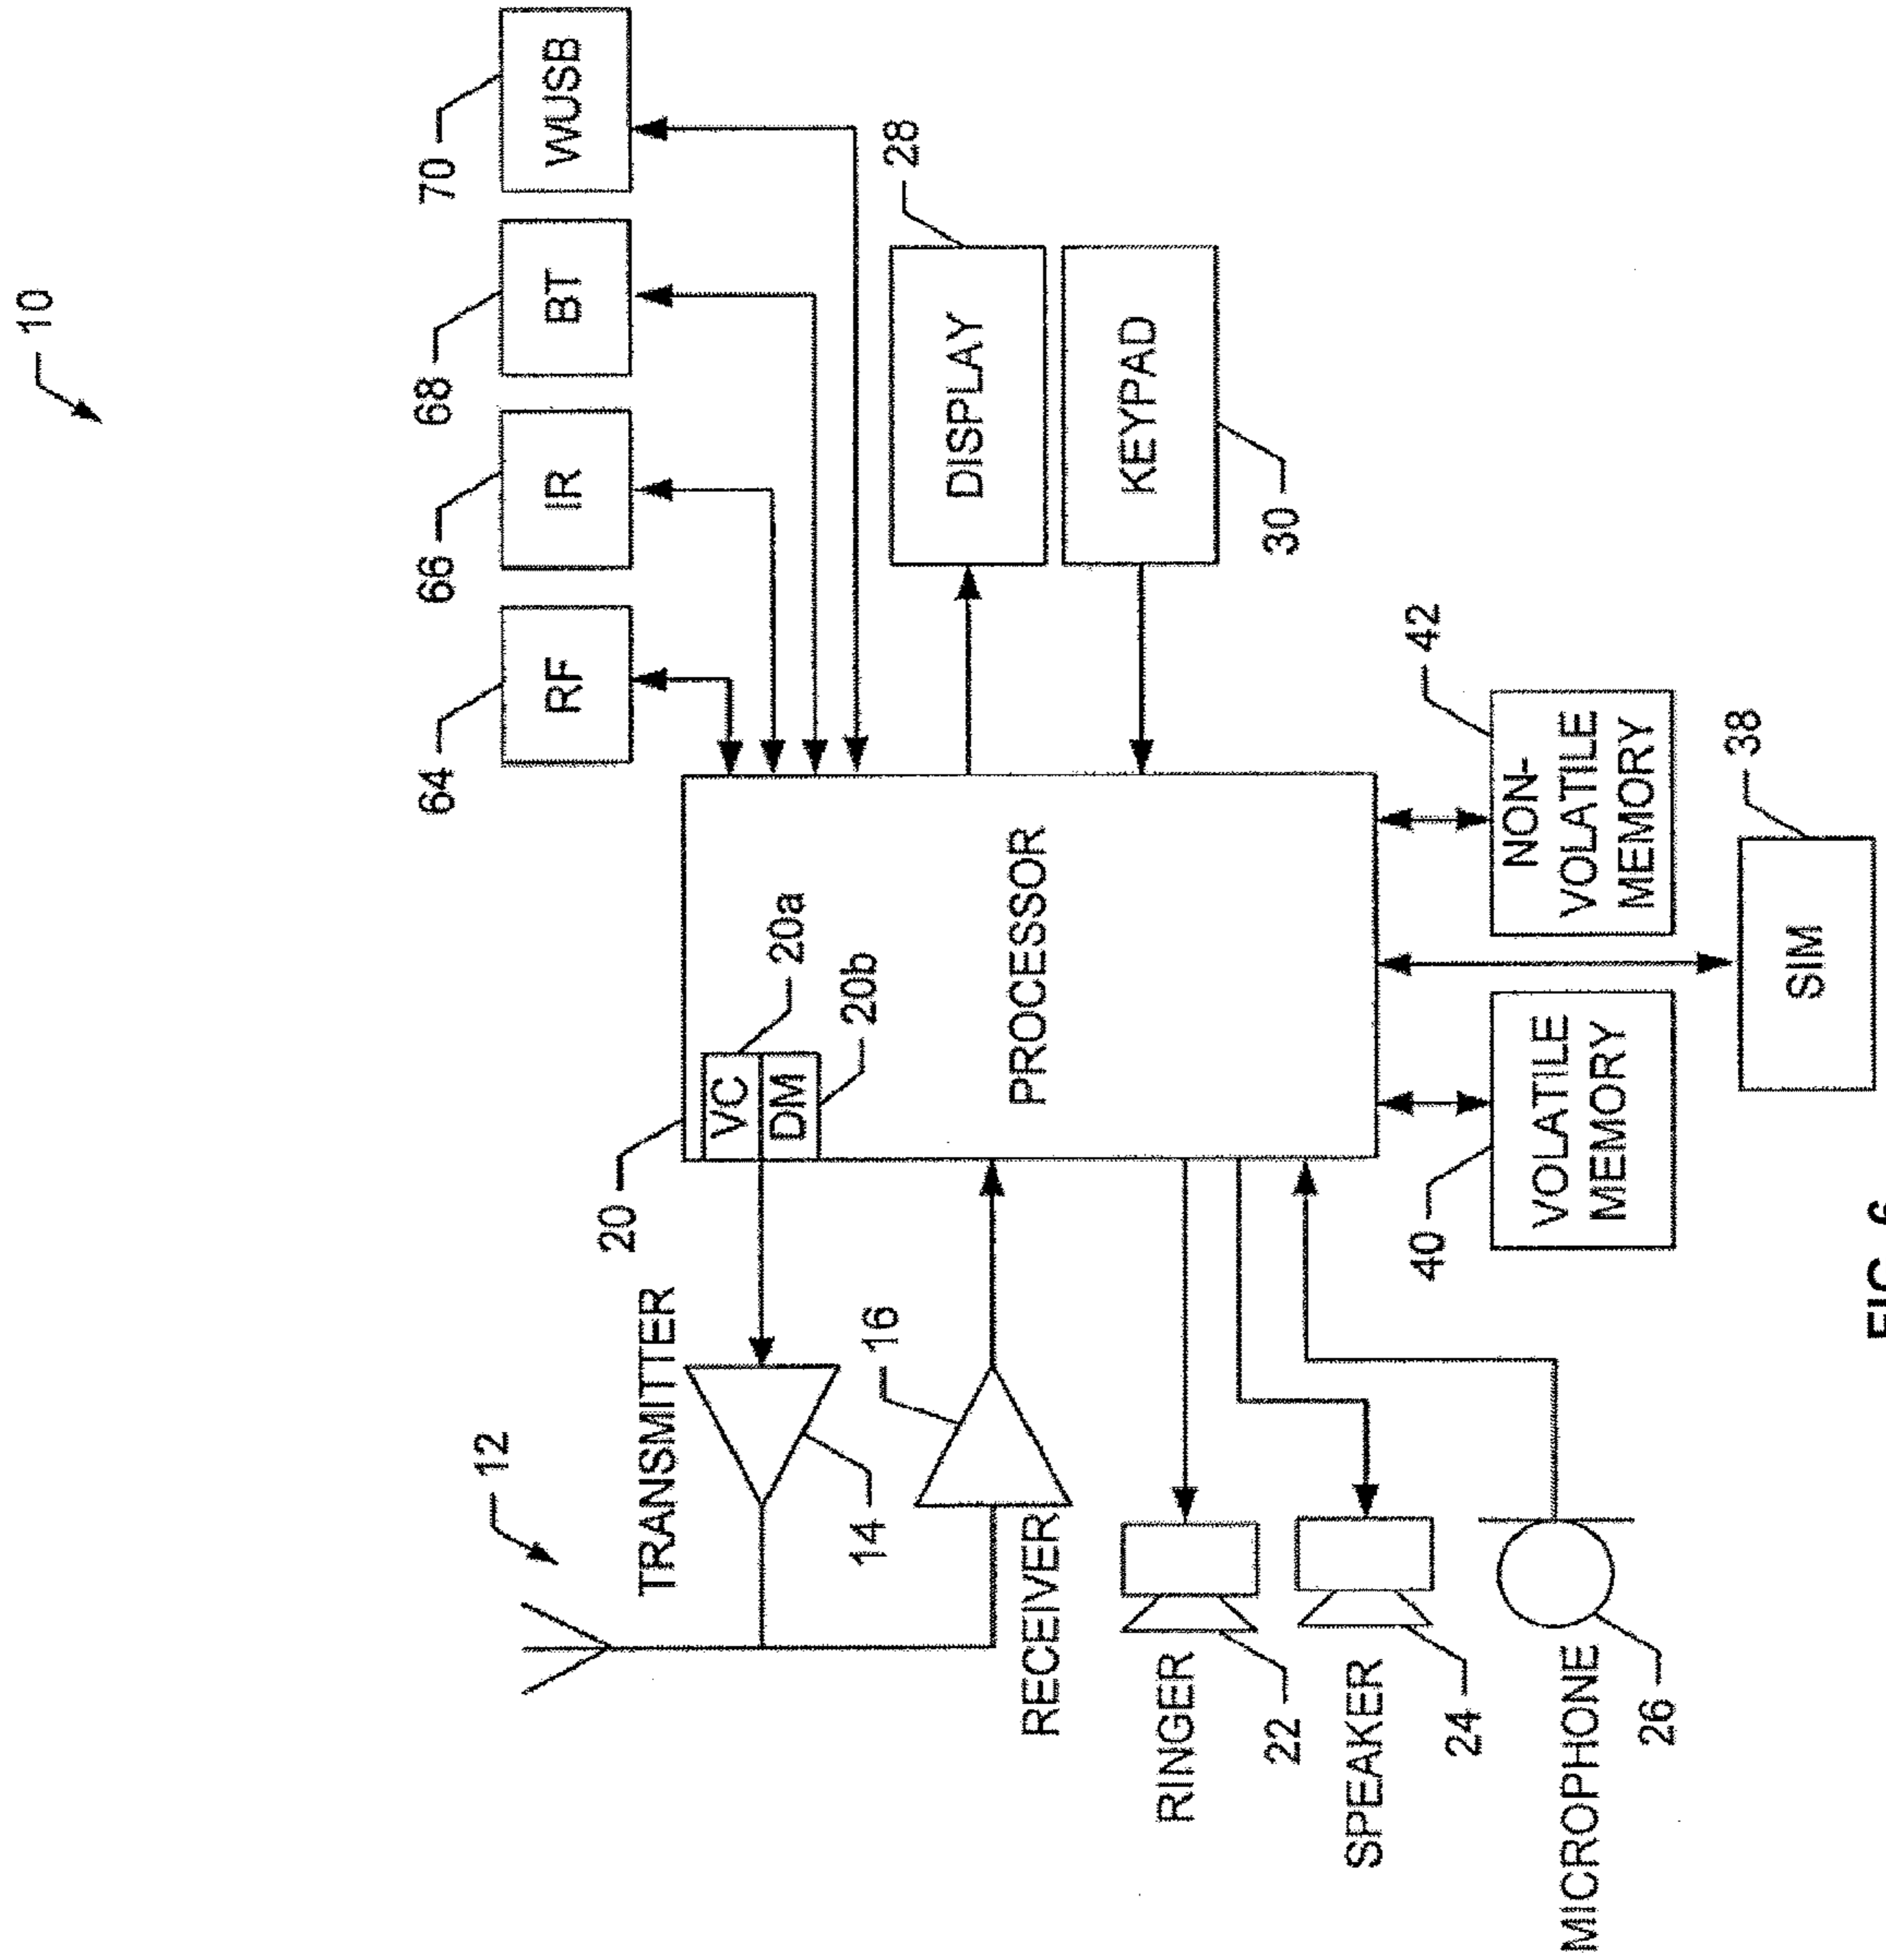 10
64
66
68
70
12
RF
IR
BT
WUSB
20
TRANSMITTER
VC
20a
DM
20b
14
16
28
DISPLAY
PROCESSOR
RECEIVER
KEYPAD
30
RINGER
22
SPEAKER
24
40
42
VOLATILE
MEMORY
NON-
VOLATILE
MEMORY
MICROPHONE
26
38
SIM
FIG. 6